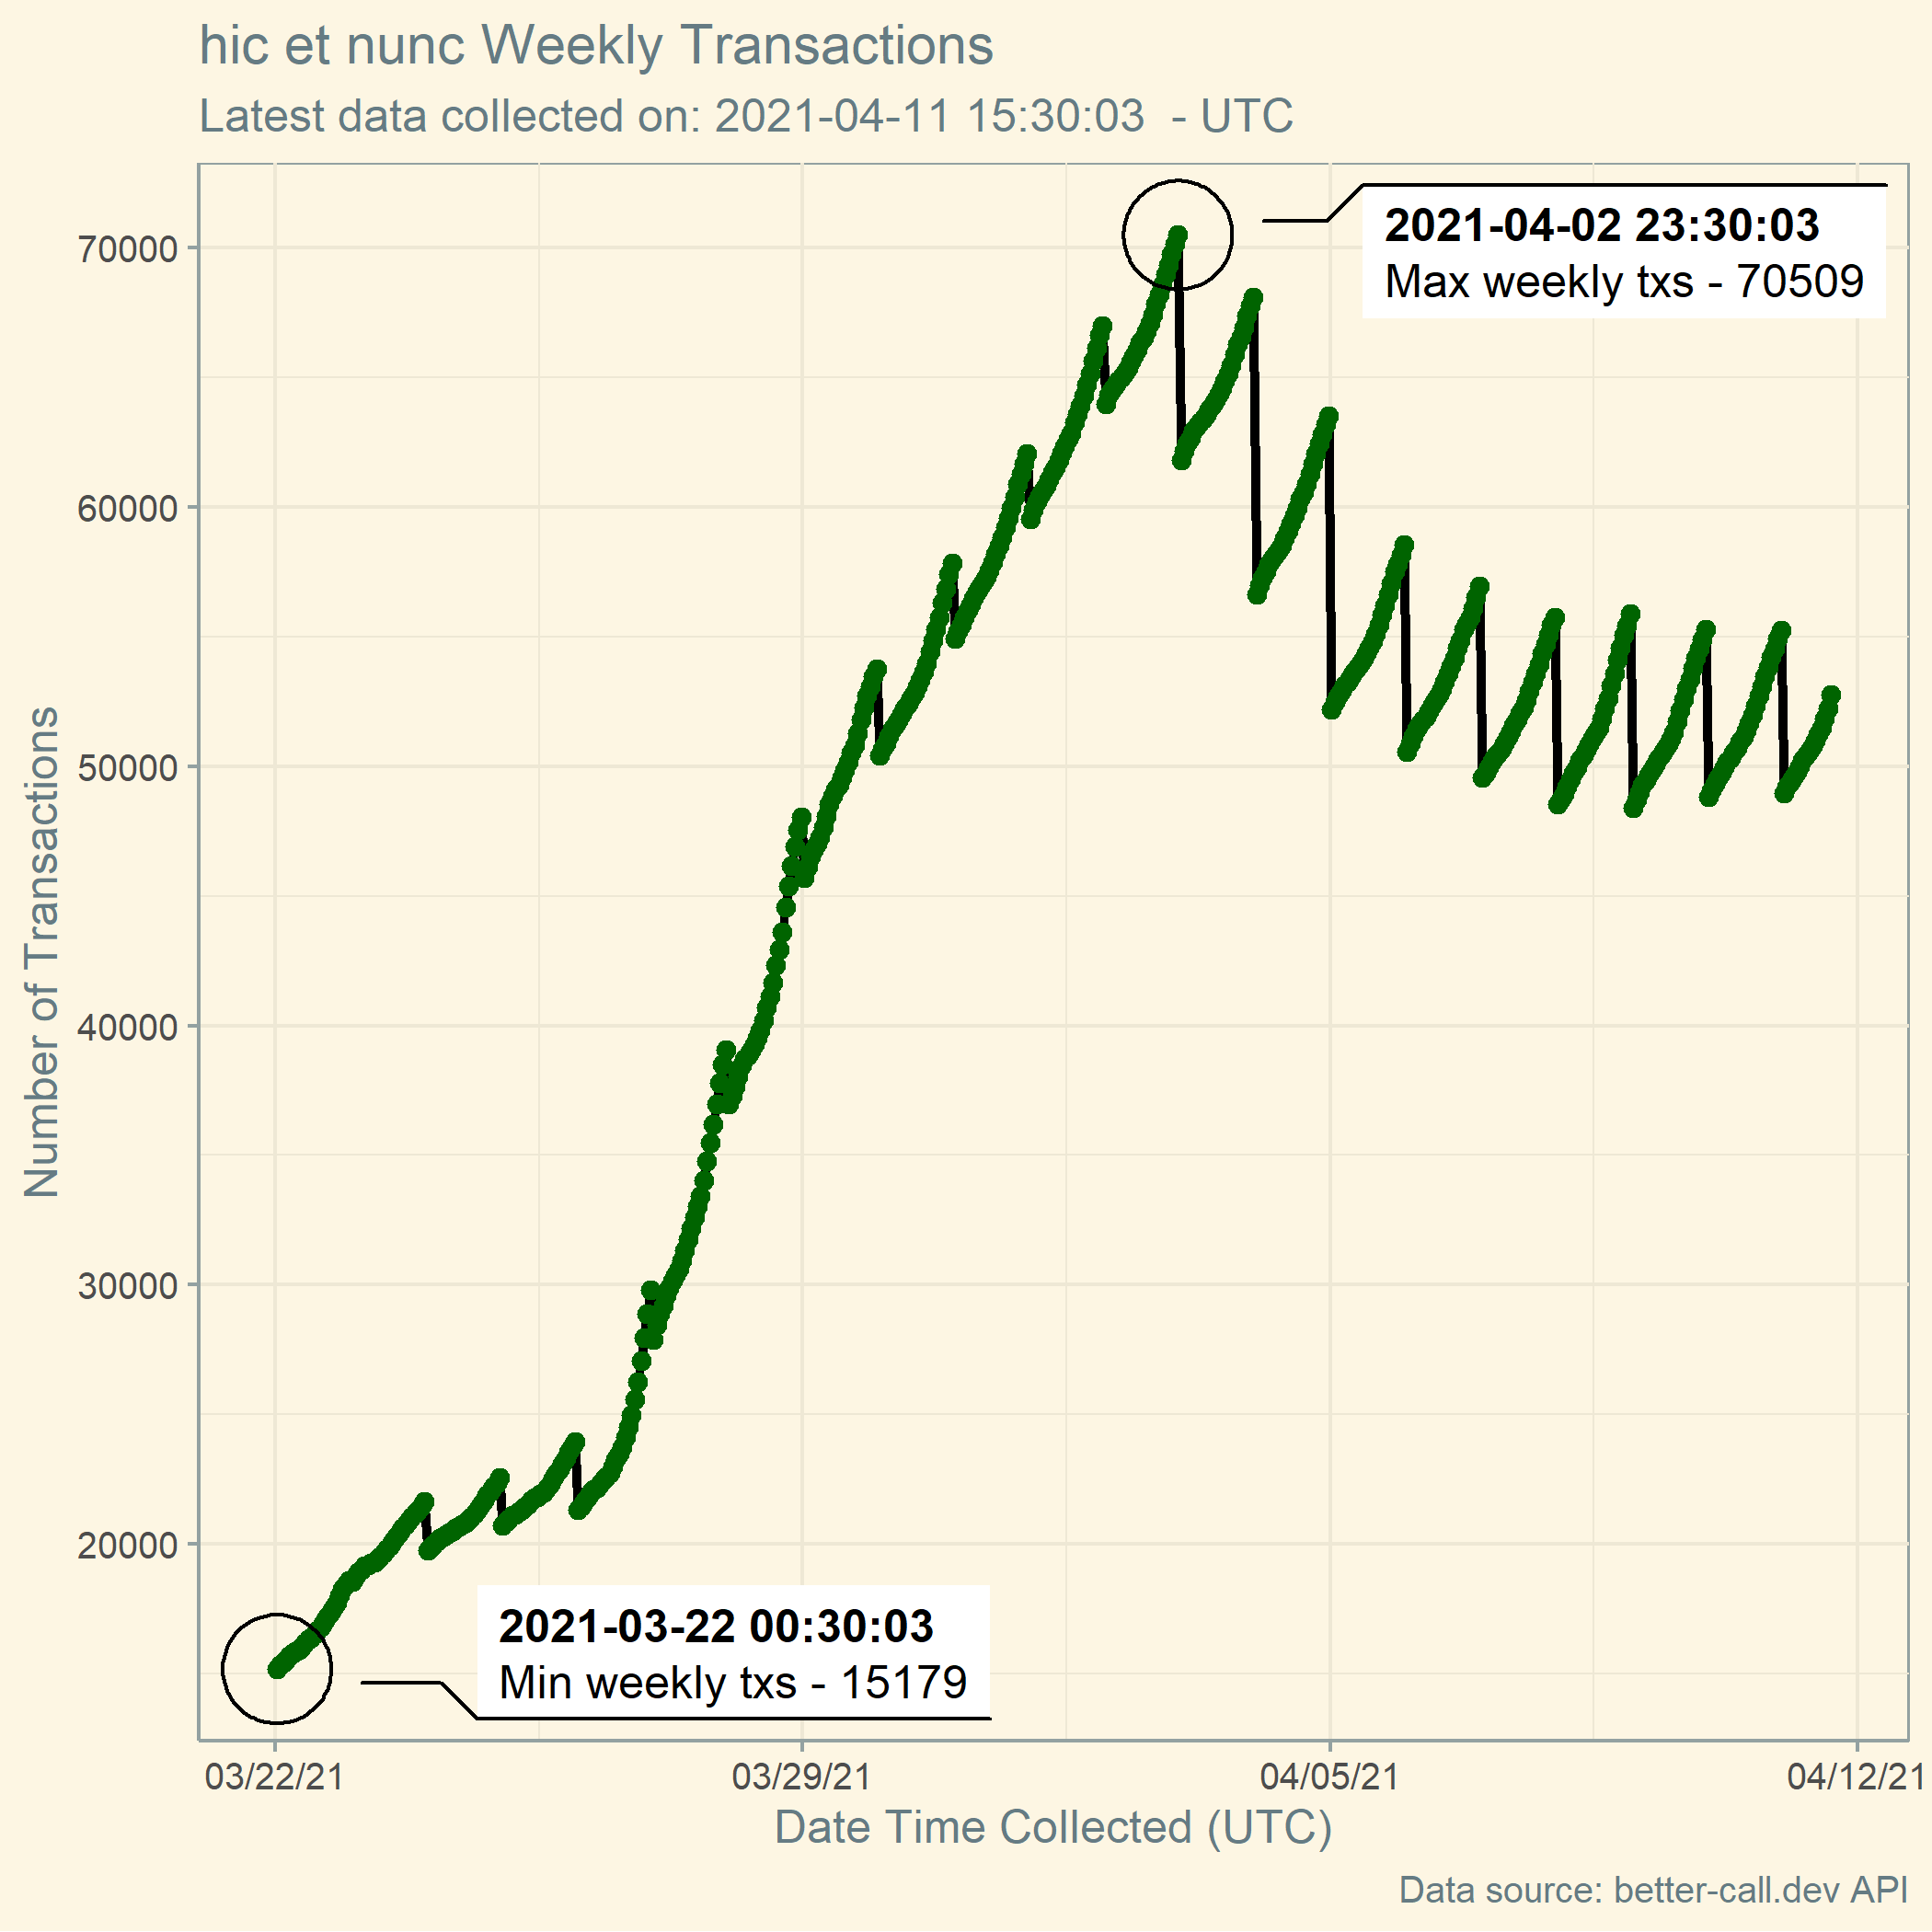 hic et nunc Weekly Transactions
Latest data collected on: 2021-04-11 15:30:03  - UTC
2021-04-02 23:30:03
Max weekly txs - 70509
70000
60000
50000
40000
30000
20000
Number of Transactions
2021-03-22 00:30:03
Min weekly txs - 15179
03/22/21
03/29/21
04/05/21
04/12/21
Date Time Collected (UTC)
Data source: better-call.dev API